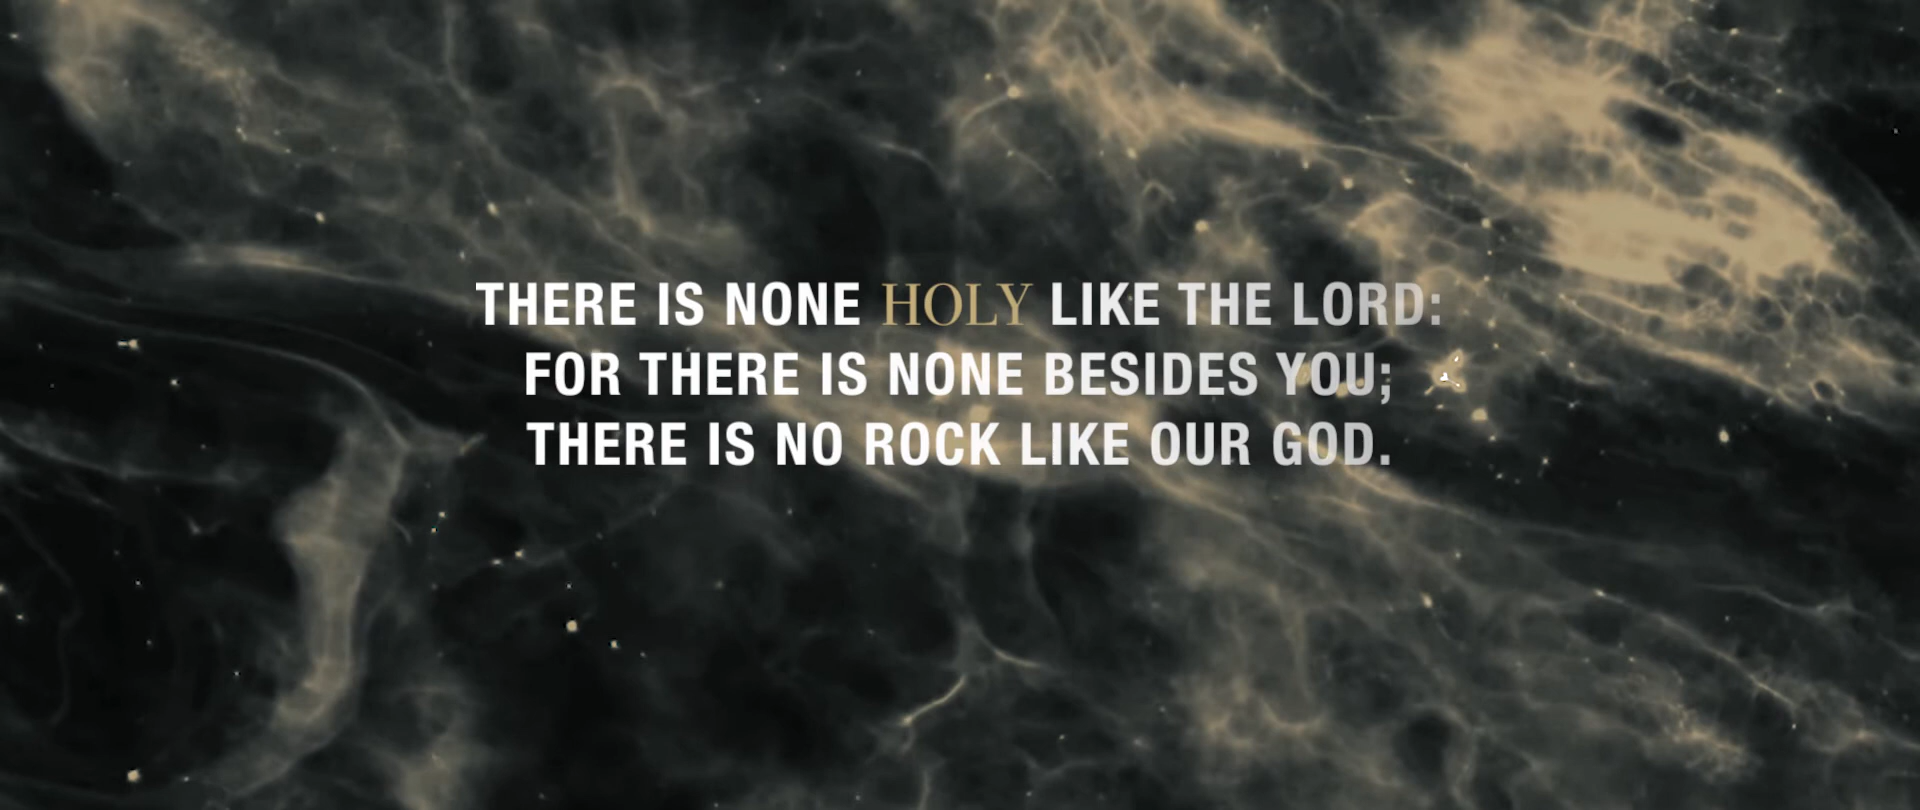 THERE IS NONE HOLY LIKE THE LORD:
FOR THERE IS NONE BESIDES YOU;
THERE IS NO ROCK LIKE OUR GOD.